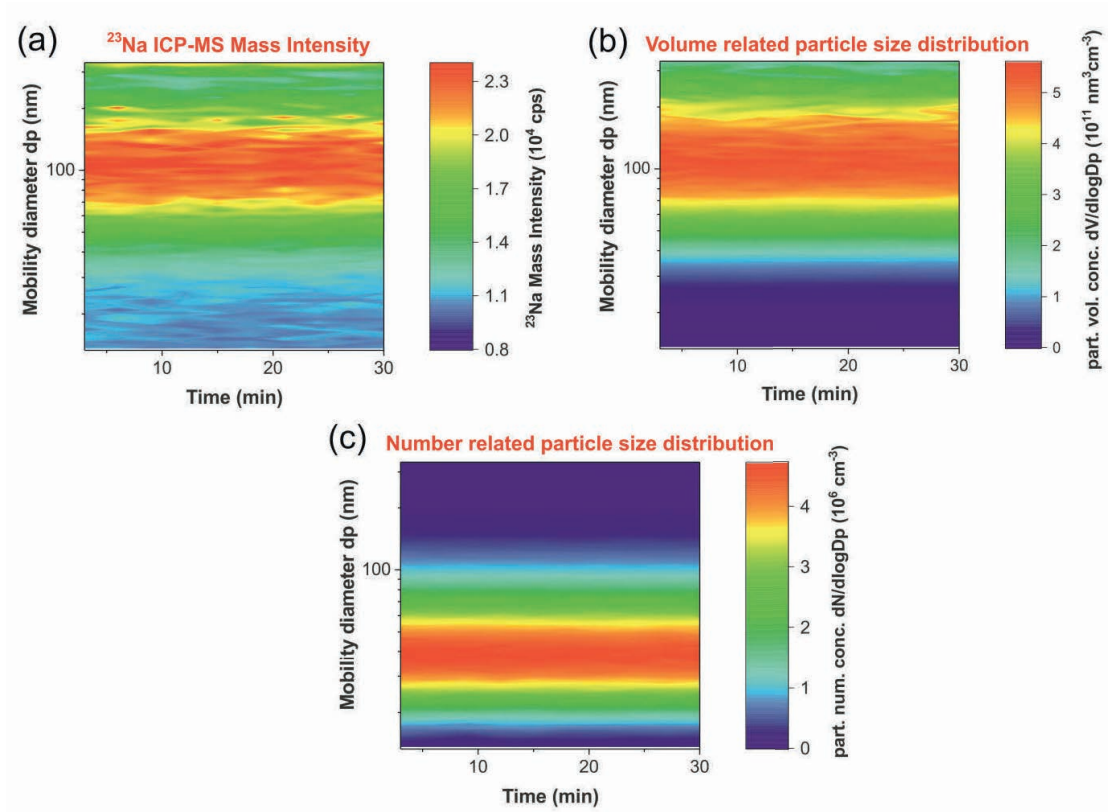 (a)
²³Na ICP-MS Mass Intensity
Mobility diameter dp (nm)
100
10
20
30
Time (min)
2.3
2.0
1.7
1.4
1.1
0.8
²³Na Mass Intensity (10⁴ cps)
(b)
Volume related particle size distribution
Mobility diameter dp (nm)
100
10
20
30
Time (min)
5
4
3
2
1
0
part. vol. conc. dV/dlogDp (10¹¹ nm³cm⁻³)
(c)
Number related particle size distribution
Mobility diameter dp (nm)
100
10
20
30
Time (min)
4
3
2
1
0
part. num. conc. dN/dlogDp (10⁶ cm⁻³)